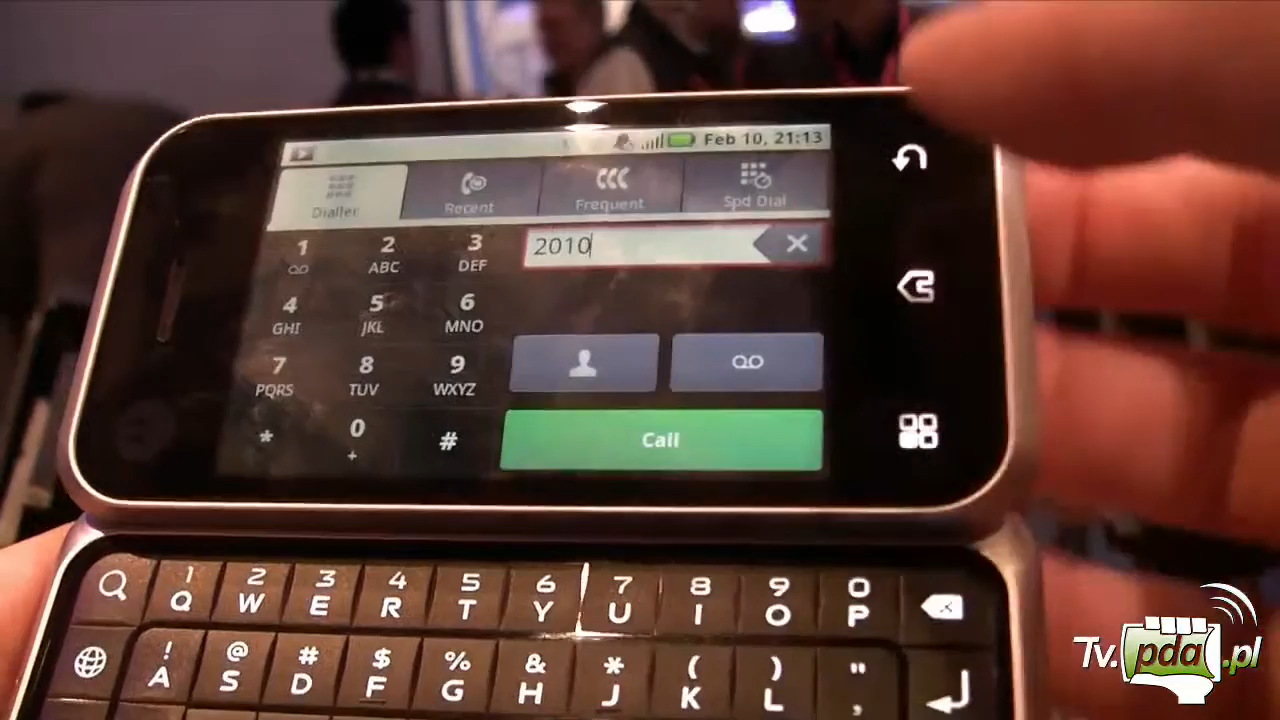 Feb 10, 21:13
Dialler
Recent
Frequent
Spd Dial
2010
1 2 3
ABC DEF
4 5 6
GHI JKL MNO
7 8 9
PQRS TUV WXYZ
* 0 #
+
Call
1 2 3 4 5 6 7 8 9 0
Q W E R T Y U I O P
! @ # $ % & * ( ) "
A S D F G H J K L ,
Tv.pda.pl